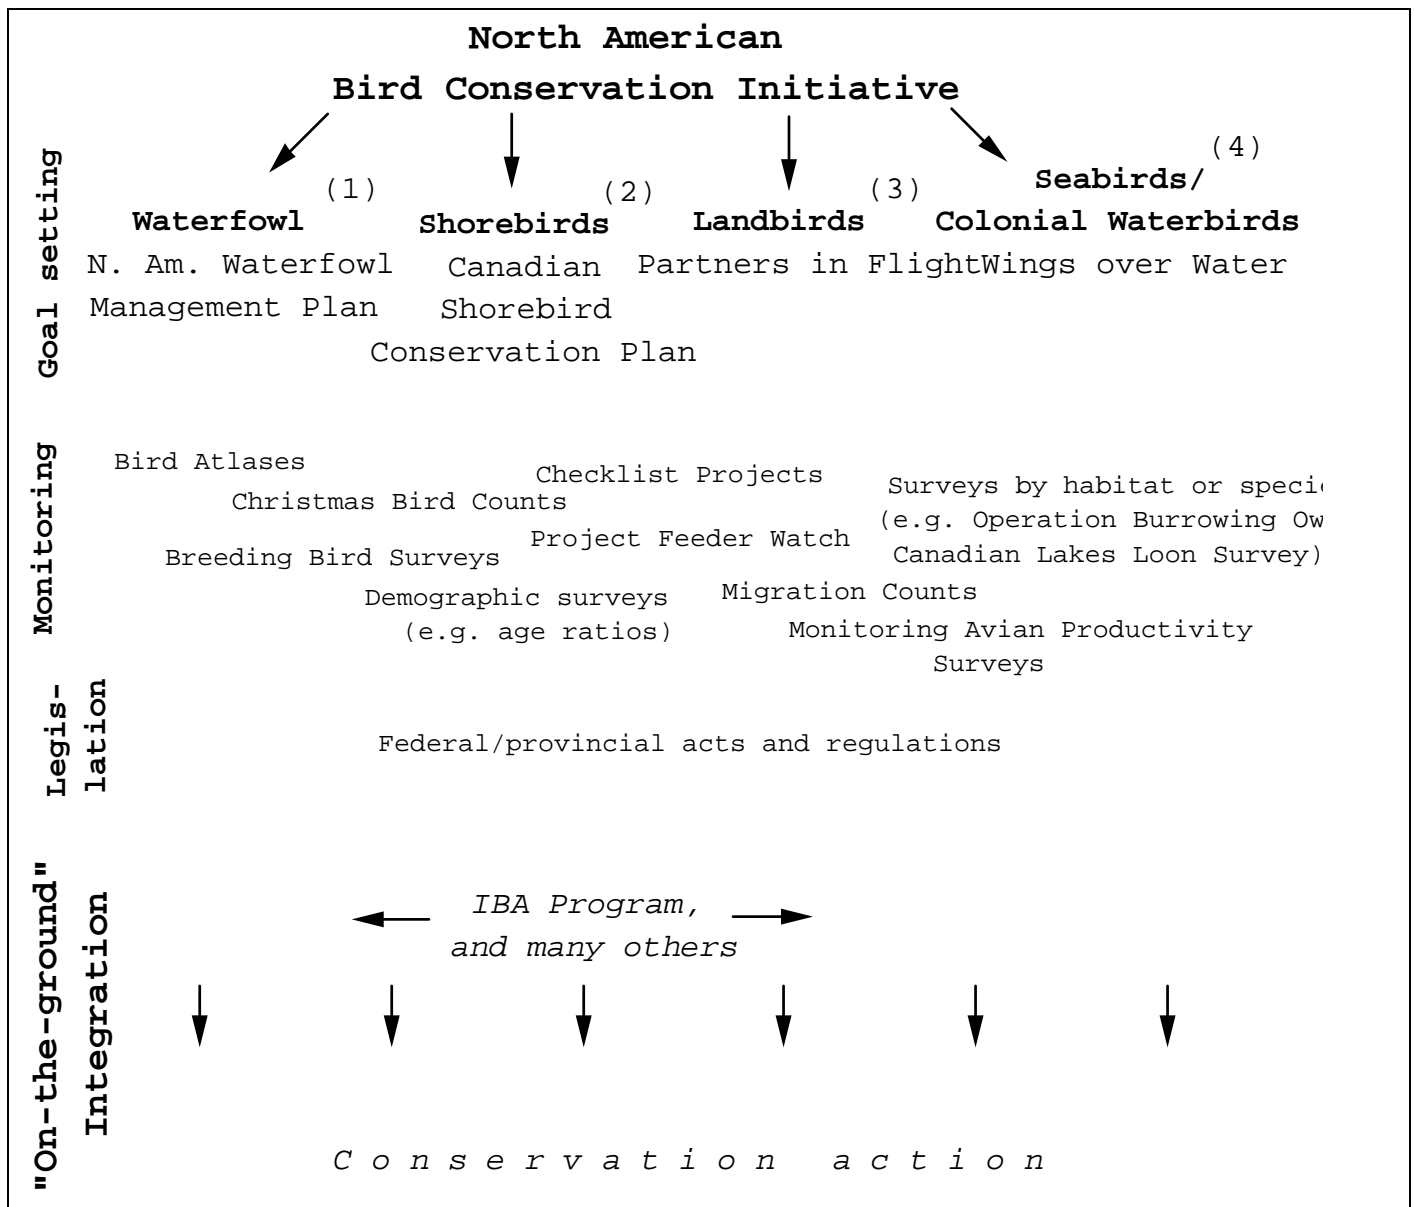 North American
Bird Conservation Initiative
Goal setting
(1)
Waterfowl
N. Am. Waterfowl
Management Plan
(2)
Shorebirds
Canadian
Shorebird
Conservation Plan
(3)
Landbirds
Partners in Flight
(4)
Seabirds/
Colonial Waterbirds
Wings over Water
Monitoring
Bird Atlases
Christmas Bird Counts
Breeding Bird Surveys
Demographic surveys
(e.g. age ratios)
Checklist Projects
Project Feeder Watch
Migration Counts
Surveys by habitat or
(e.g. Operation Burrowing
Canadian Lakes Loon Survey)
Monitoring Avian Productivity
Surveys
Legis-
lation
Federal/provincial acts and regulations
"On-the-ground"
Integration
IBA Program,
and many others
Conservation action